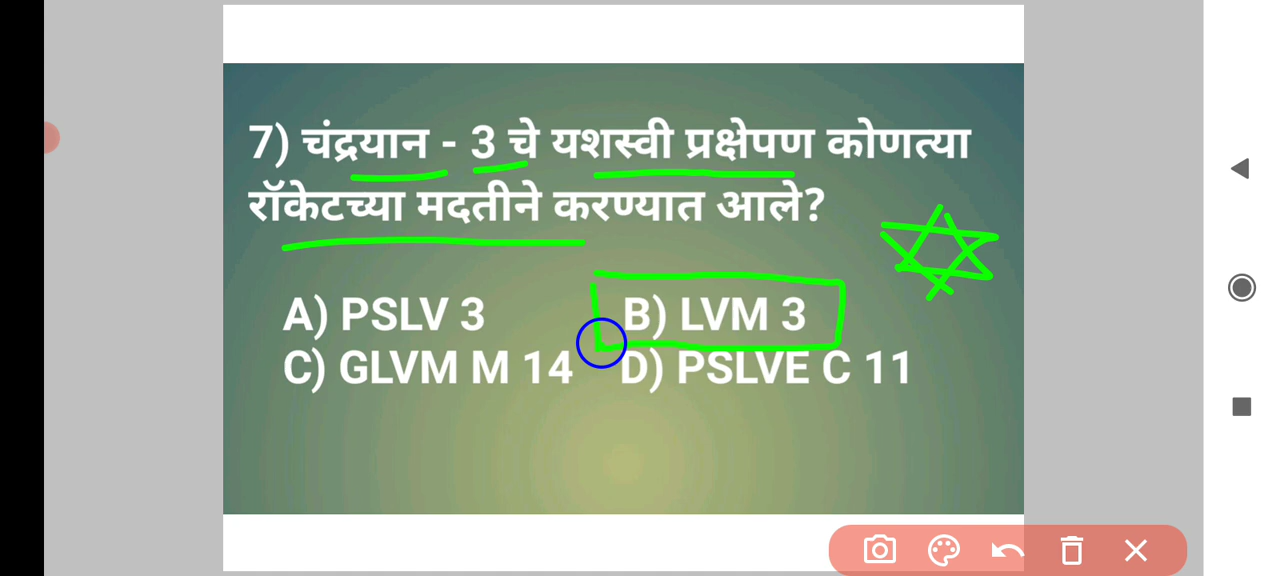 7) चंद्रयान - 3 चे यशस्वी प्रक्षेपण कोणत्या
रॉकेटच्या मदतीने करण्यात आले?
A) PSLV 3 B) LVM 3
C) GLVM M 14 D) PSLVE C 11